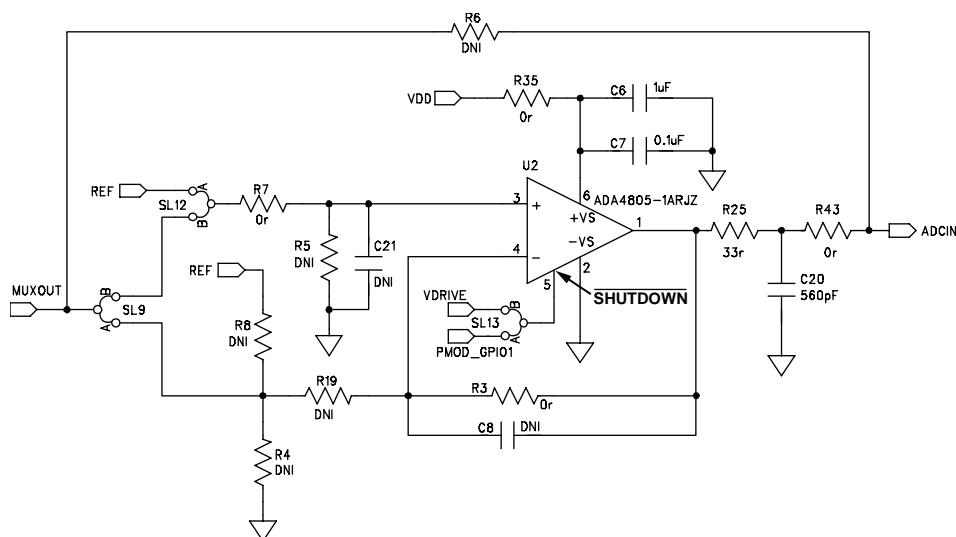 R6
DNI
VDD
R35
0r
C6
1uF
C7
0.1uF
U2
ADA4805-1ARJZ
REF
A
SL12
B
R7
0r
3
+
6
+VS
-VS
1
4
-
5
2
R5
DNI
C21
DNI
R25
33r
R43
0r
ADCIN
C20
560pF
REF
MUXOUT
B
SL9
A
R8
DNI
VDRIVE
B
SL13
A
PMOD_GPIO1
SHUTDOWN
R19
DNI
R3
0r
C8
DNI
R4
DNI